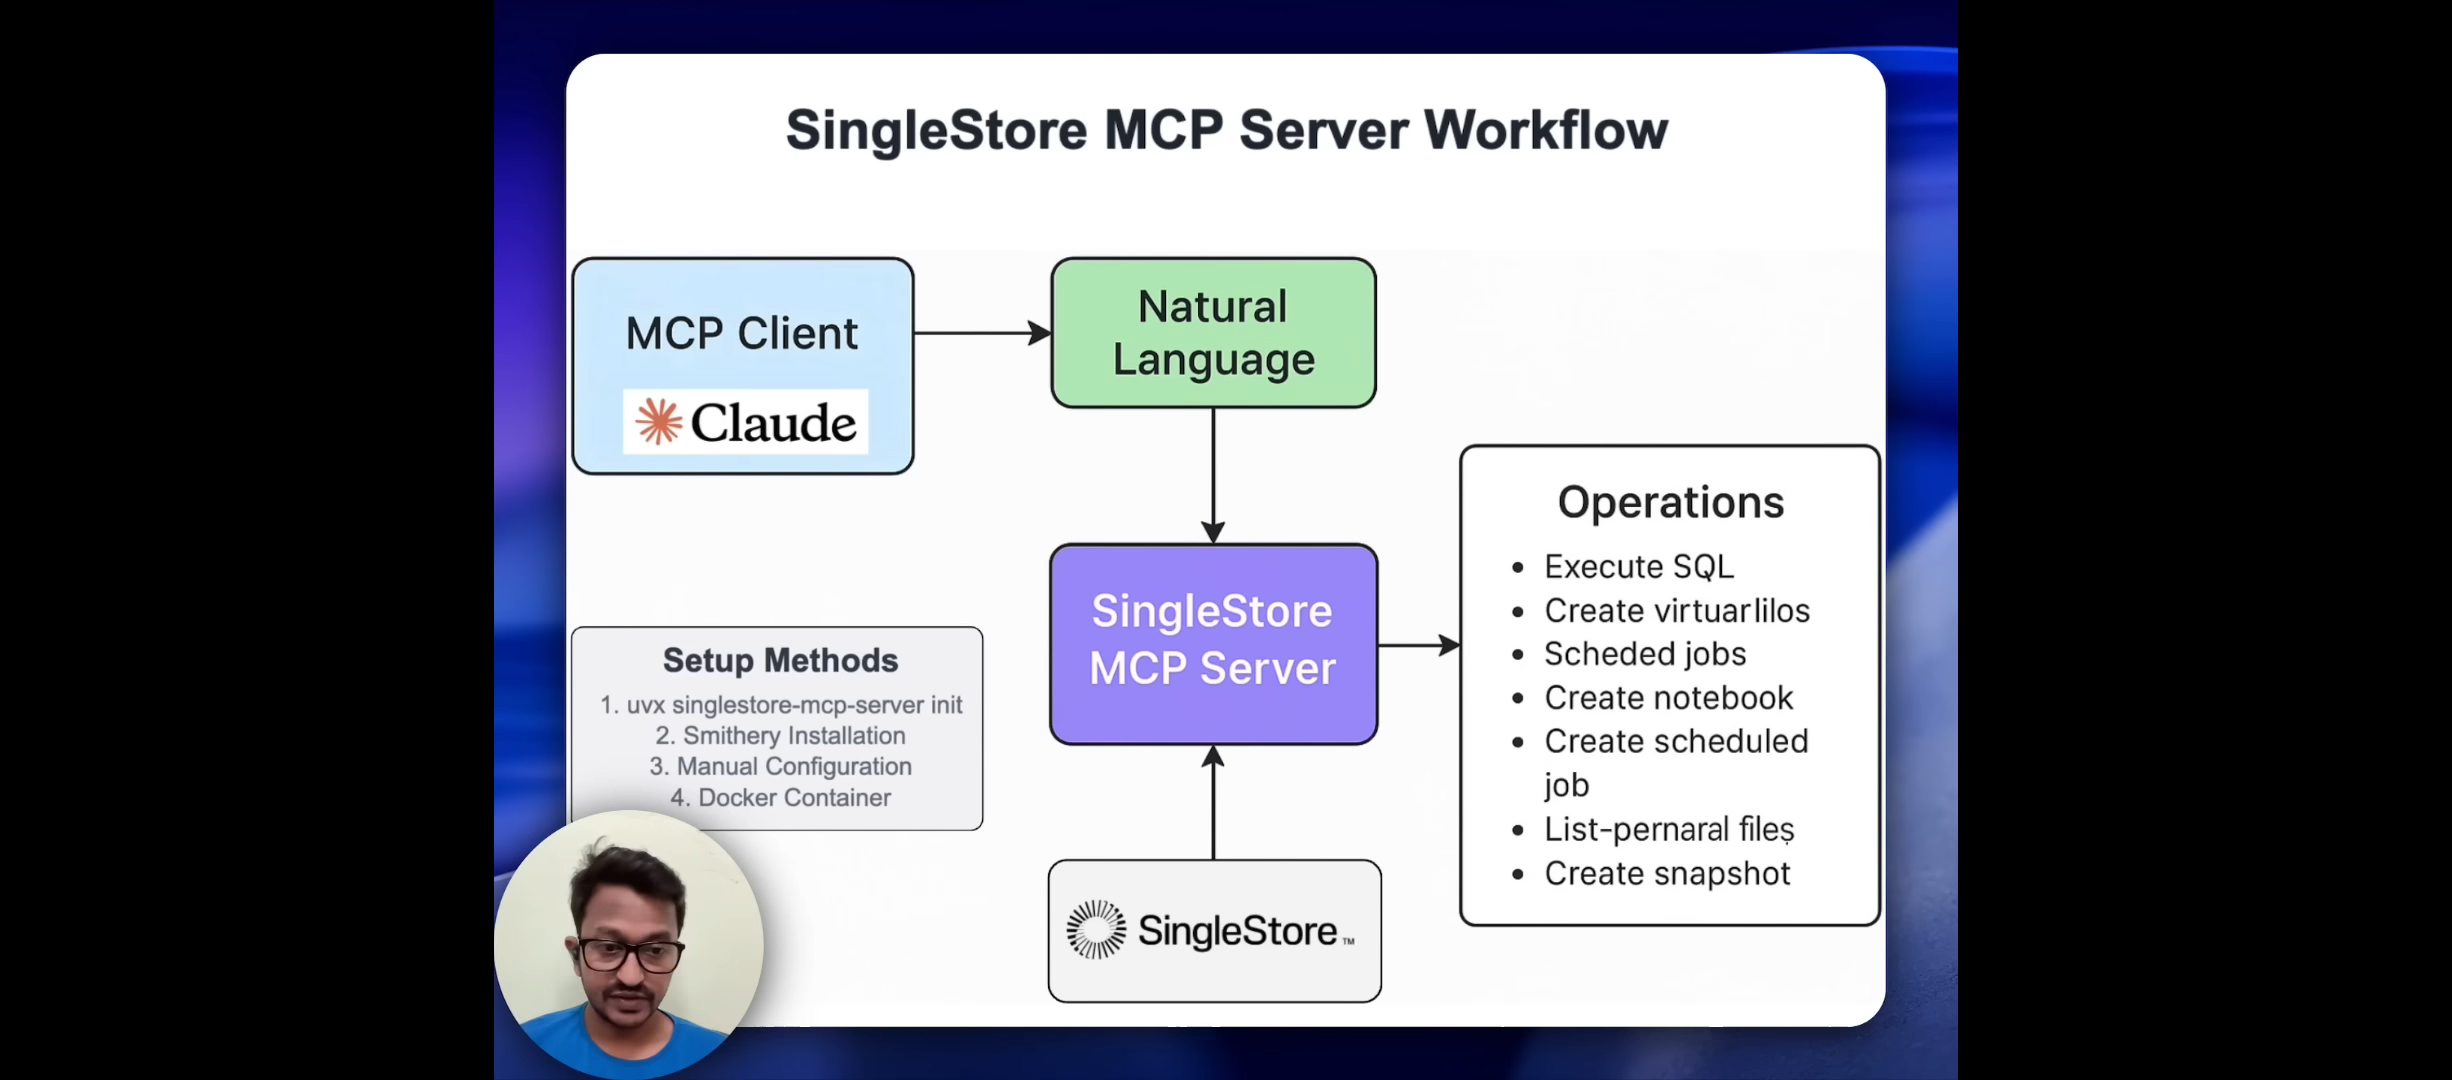 SingleStore MCP Server Workflow
MCP Client
Claude
Natural
Language
SingleStore
MCP Server
Operations
• Execute SQL
• Create virtuarlilos
• Scheded jobs
• Create notebook
• Create scheduled
job
• List-pernaral files
• Create snapshot
Setup Methods
1. uvx singlestore-mcp-server init
2. Smithery Installation
3. Manual Configuration
4. Docker Container
SingleStore™